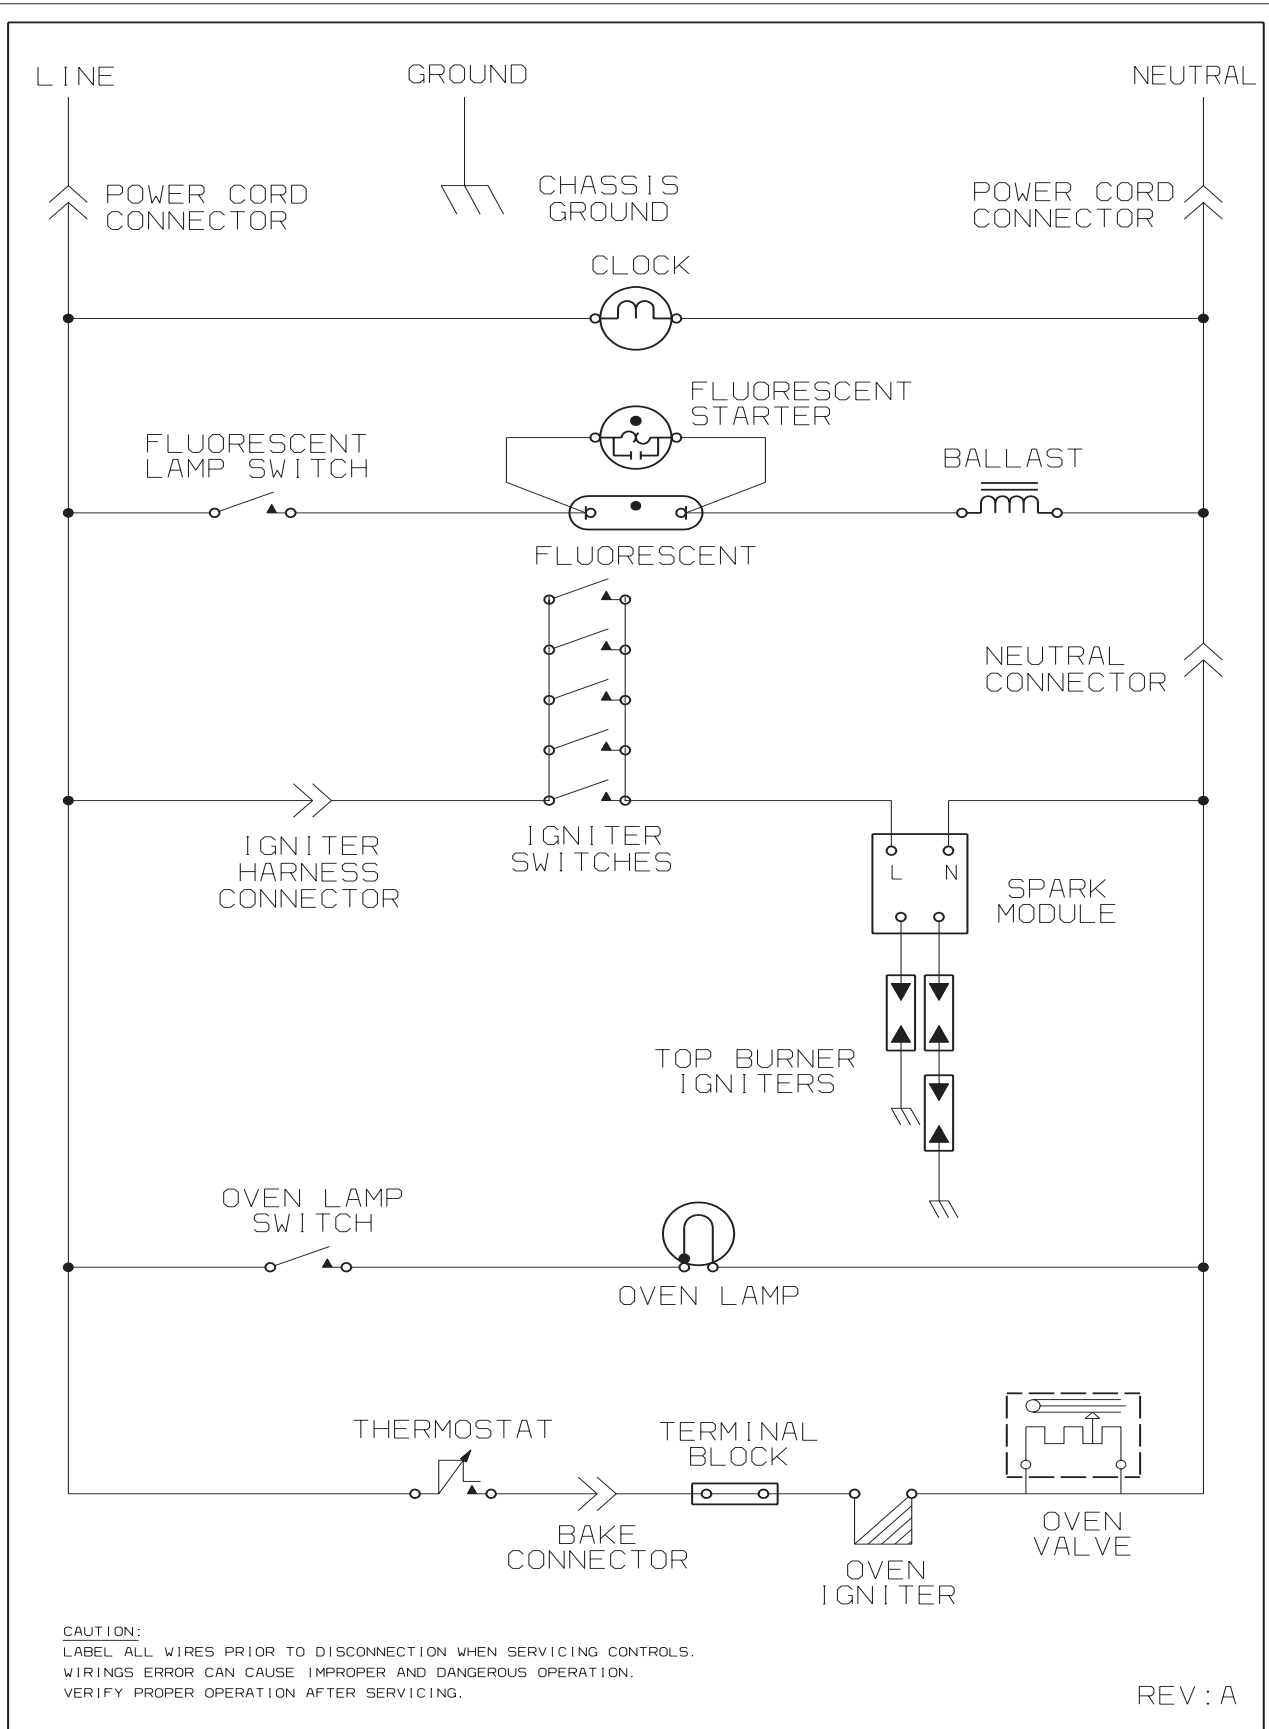 LINE
GROUND
NEUTRAL
POWER CORD
CONNECTOR
CHASSIS
GROUND
POWER CORD
CONNECTOR
CLOCK
FLUORESCENT
STARTER
FLUORESCENT
LAMP SWITCH
BALLAST
FLUORESCENT
NEUTRAL
CONNECTOR
IGNITER
HARNESS
CONNECTOR
IGNITER
SWITCHES
L N
SPARK
MODULE
TOP BURNER
IGNITERS
OVEN LAMP
SWITCH
OVEN LAMP
THERMOSTAT
TERMINAL
BLOCK
BAKE
CONNECTOR
OVEN
IGNITER
OVEN
VALVE
CAUTION:
LABEL ALL WIRES PRIOR TO DISCONNECTION WHEN SERVICING CONTROLS.
WIRINGS ERROR CAN CAUSE IMPROPER AND DANGEROUS OPERATION.
VERIFY PROPER OPERATION AFTER SERVICING.
REV:A